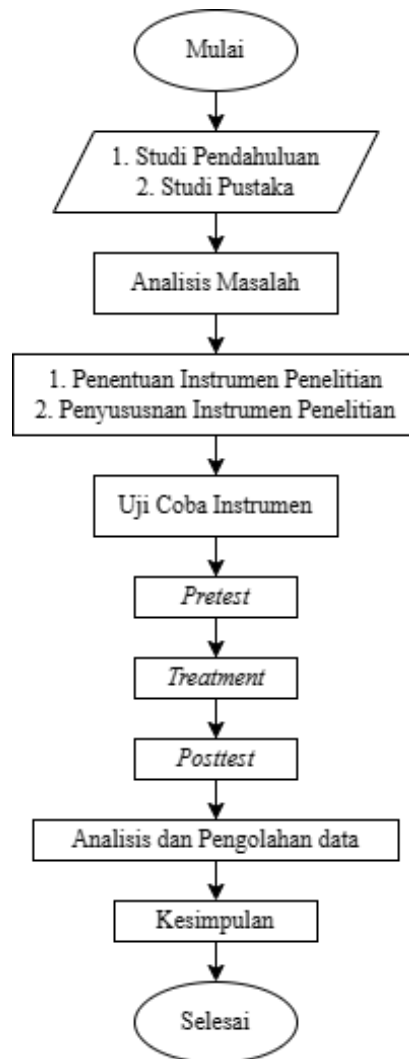 Mulai
1. Studi Pendahuluan
2. Studi Pustaka
Analisis Masalah
1. Penentuan Instrumen Penelitian
2. Penyususnan Instrumen Penelitian
Uji Coba Instrumen
Pretest
Treatment
Posttest
Analisis dan Pengolahan data
Kesimpulan
Selesai